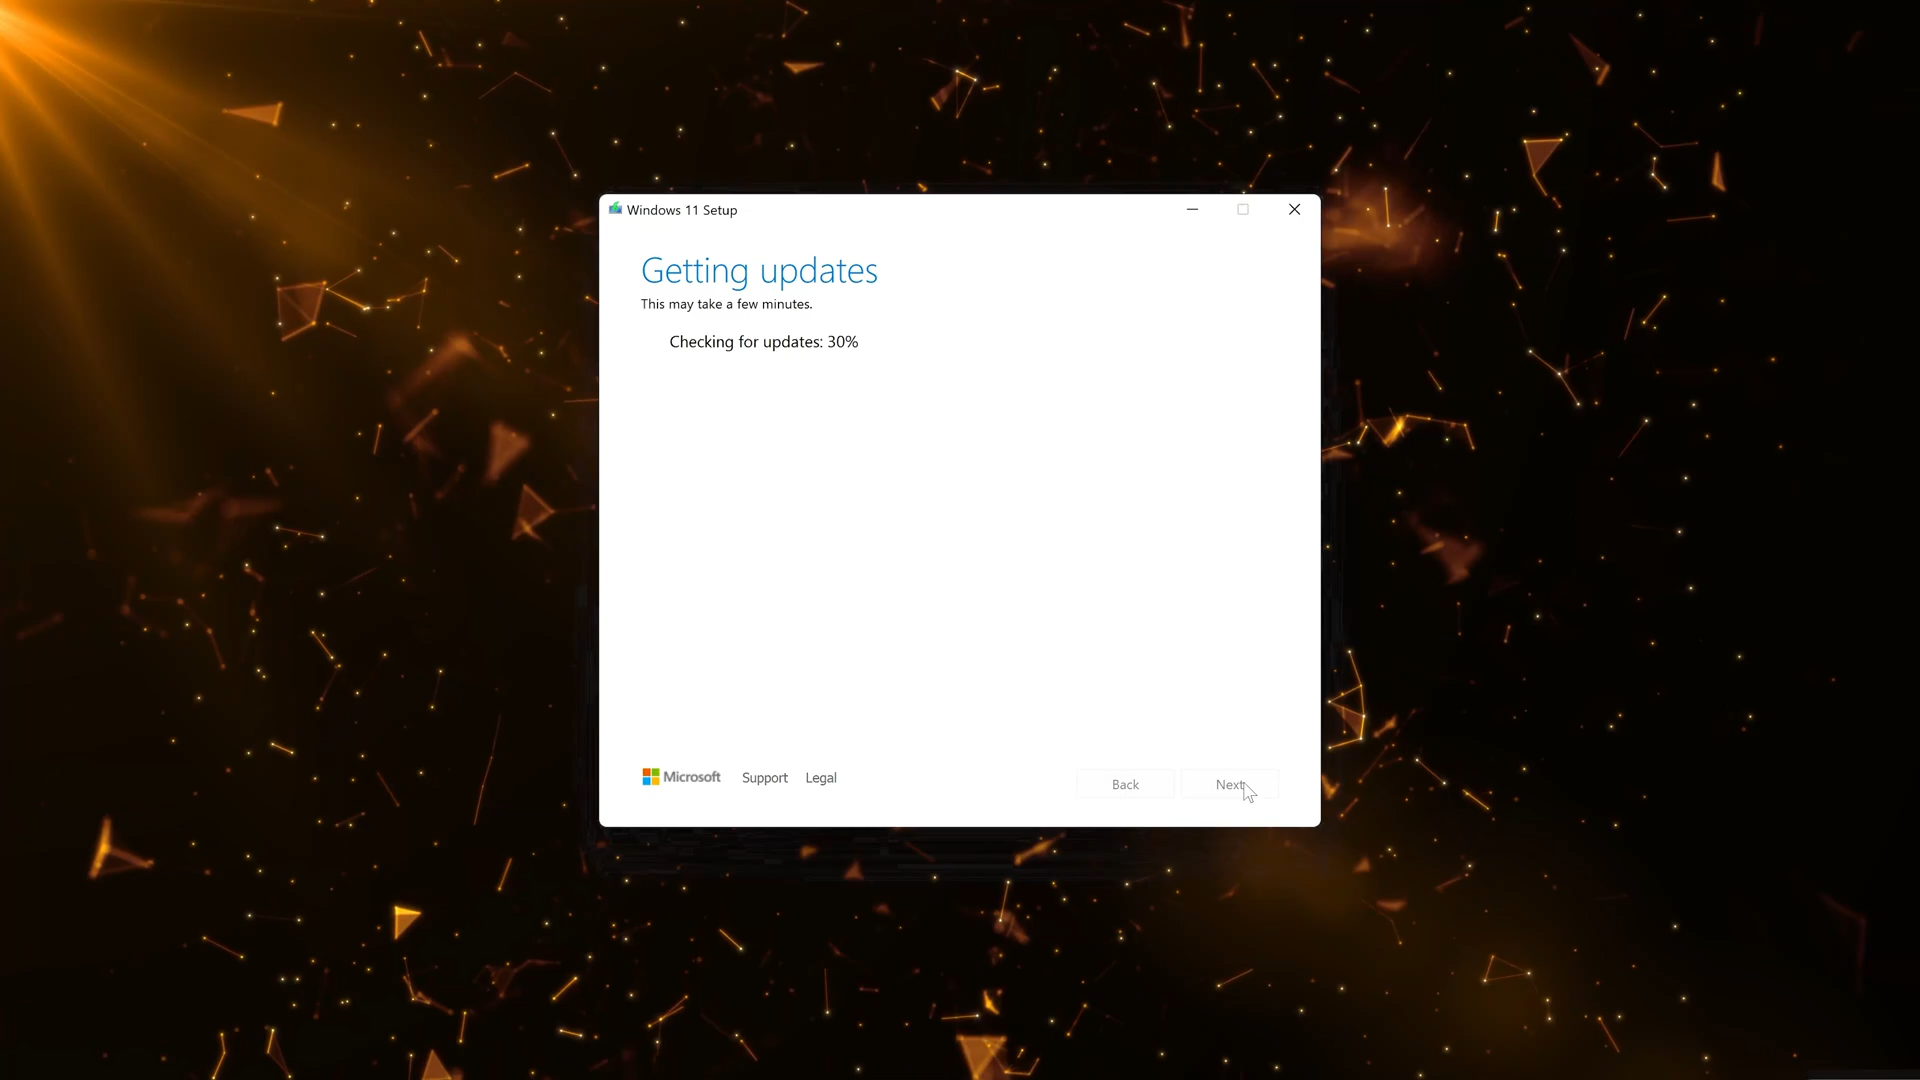 Windows 11 Setup
Getting updates
This may take a few minutes.
Checking for updates: 30%
Microsoft Support Legal
Back Next